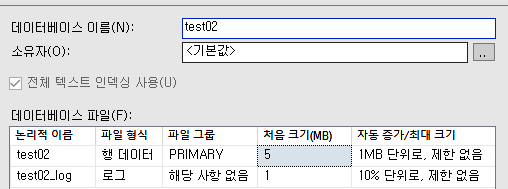 데이터베이스 이름(N): test02
소유자(O): <기본값> ..
전체 텍스트 인덱싱 사용(U)
데이터베이스 파일(F):
논리적 이름 파일 형식 파일 그룹 처음 크기(MB) 자동 증가/최대 크기
test02 행 데이터 PRIMARY 5 1MB 단위로, 제한 없음
test02_log 로그 해당 사항 없음 1 10% 단위로, 제한 없음